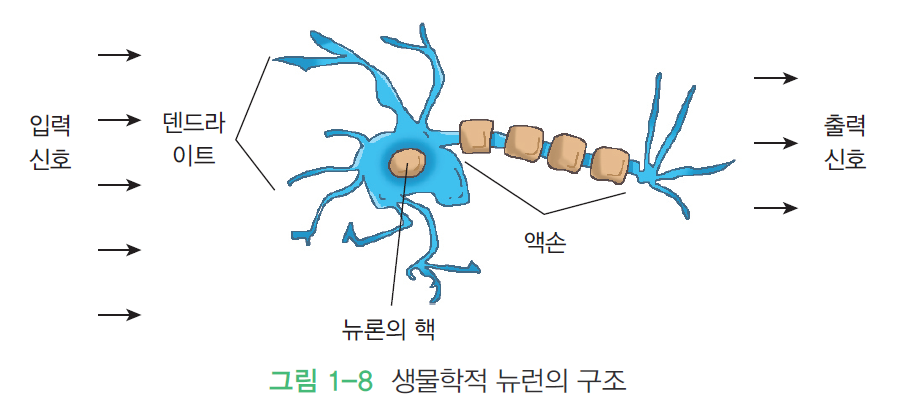 입력
신호
덴드라
이트
출력
신호
액손
뉴론의 핵
그림 1-8 생물학적 뉴런의 구조